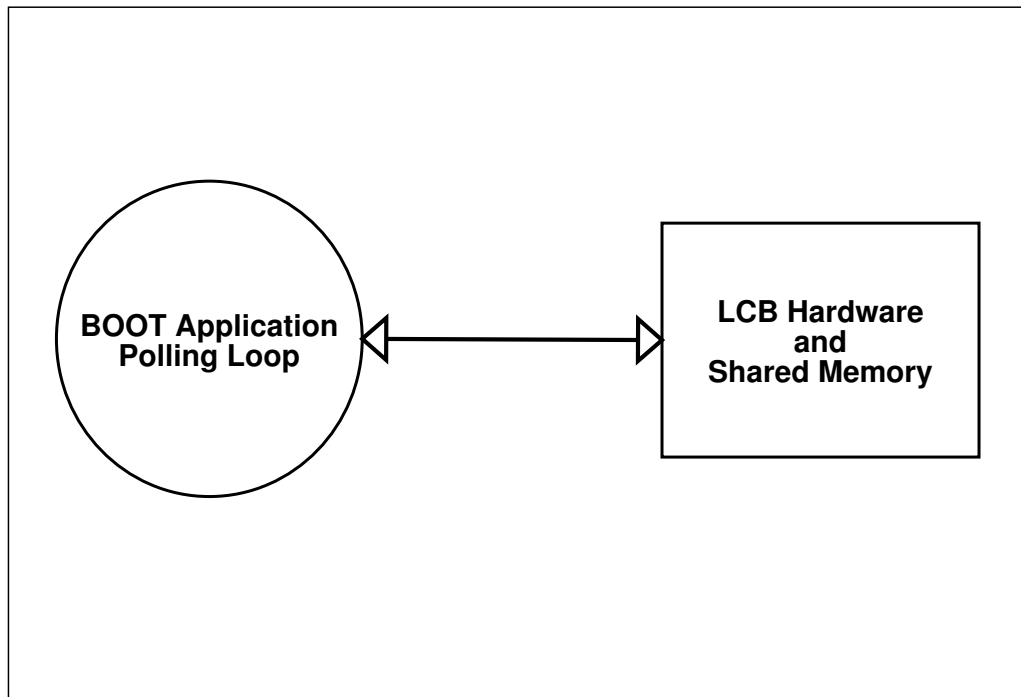 BOOT Application
Polling Loop
LCB Hardware
and
Shared Memory